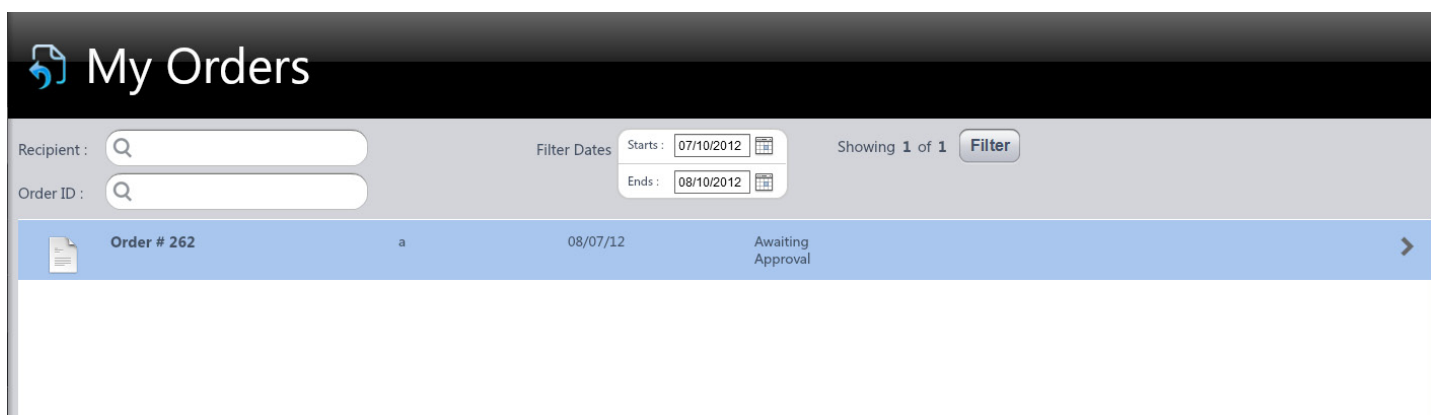 My Orders
Recipient :
Filter Dates
Starts : 07/10/2012
Showing 1 of 1
Filter
Order ID :
Ends : 08/10/2012
Order # 262
a
08/07/12
Awaiting
Approval